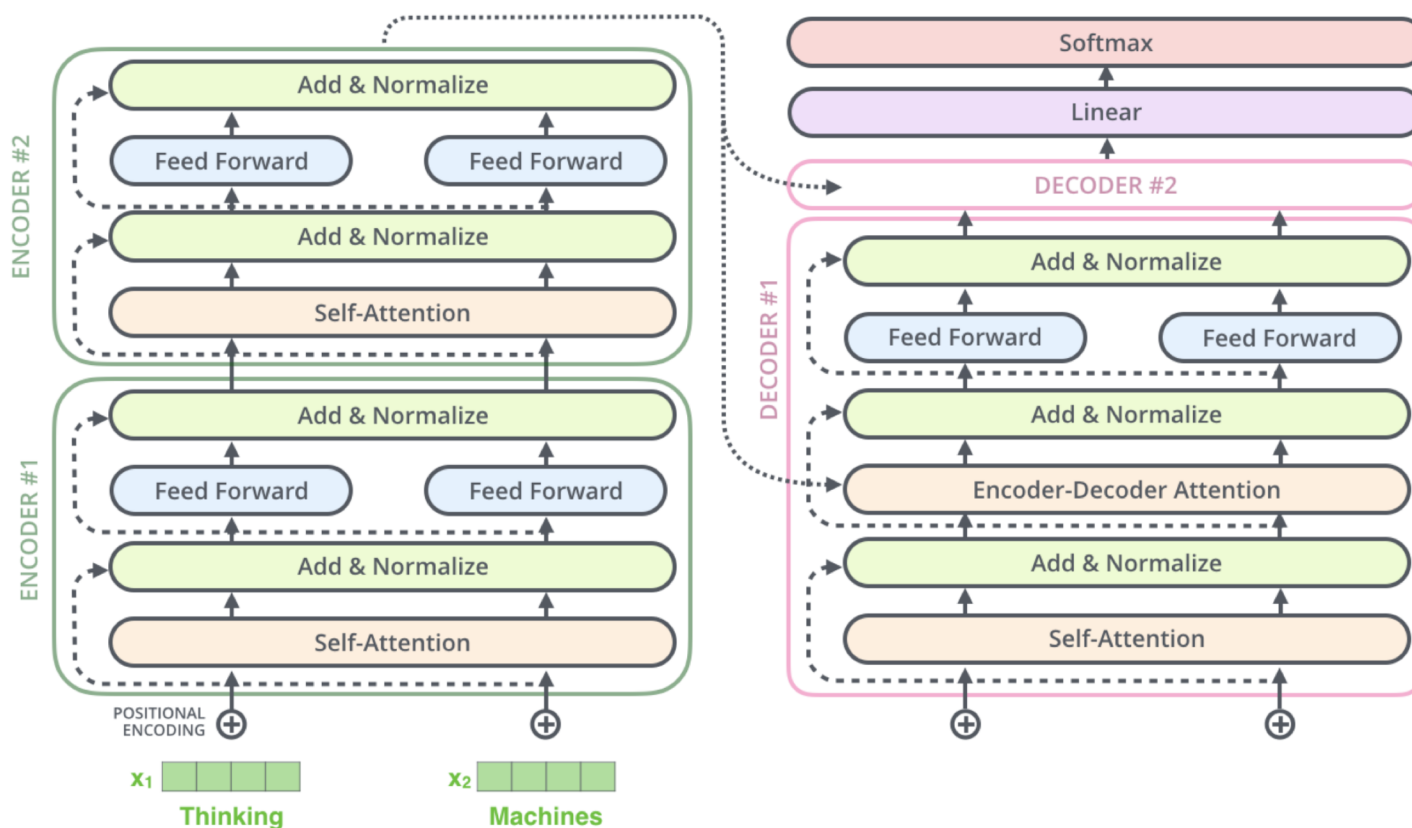 ENCODER #2
Add & Normalize
Feed Forward Feed Forward
Add & Normalize
Self-Attention
ENCODER #1
Add & Normalize
Feed Forward Feed Forward
Add & Normalize
Self-Attention
POSITIONAL
ENCODING
x₁ x₂
Thinking Machines
Softmax
Linear
DECODER #2
DECODER #1
Add & Normalize
Feed Forward Feed Forward
Add & Normalize
Encoder-Decoder Attention
Add & Normalize
Self-Attention